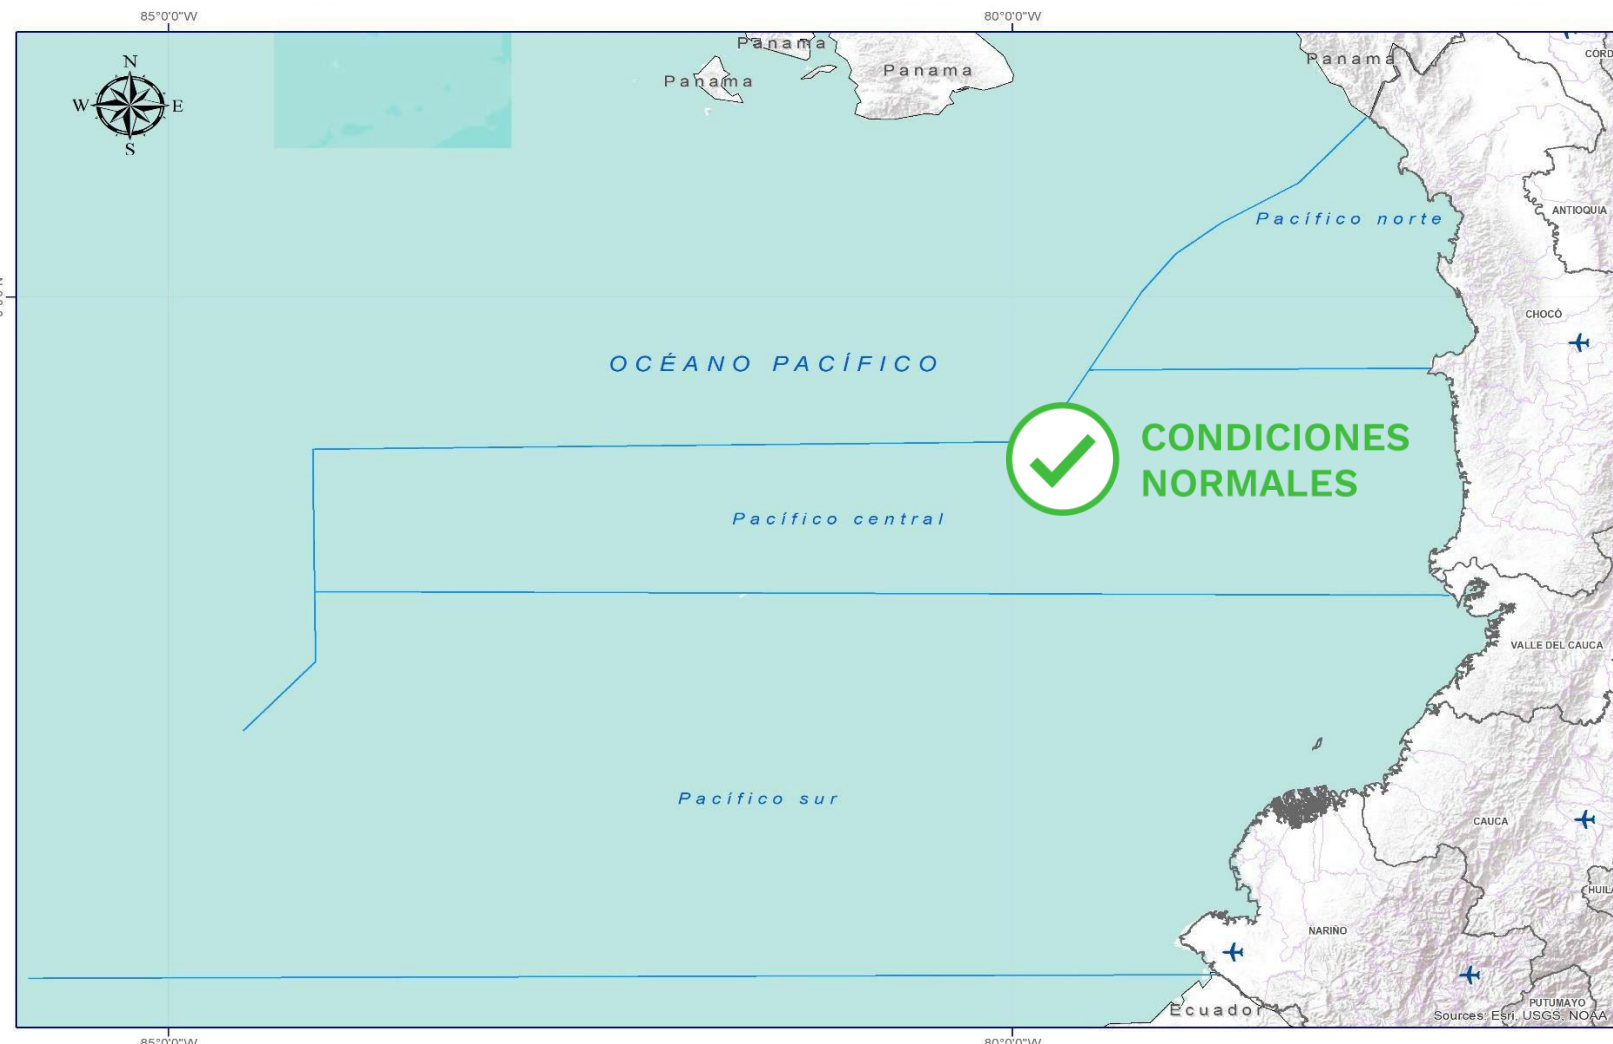 85°0'0"W
80°0'0"W
N
W
E
S
Panama
Panama
Panama
Panama
CORD
Pacífico norte
ANTIOQUIA
CHOCÓ
OCÉANO PACÍFICO
CONDICIONES
NORMALES
Pacífico central
VALLE DEL CAUCA
Pacífico sur
CAUCA
HUILA
NARIÑO
PUTUMAYO
Ecuador
Sources: Esri, USGS, NOAA
85°0'0"W
80°0'0"W